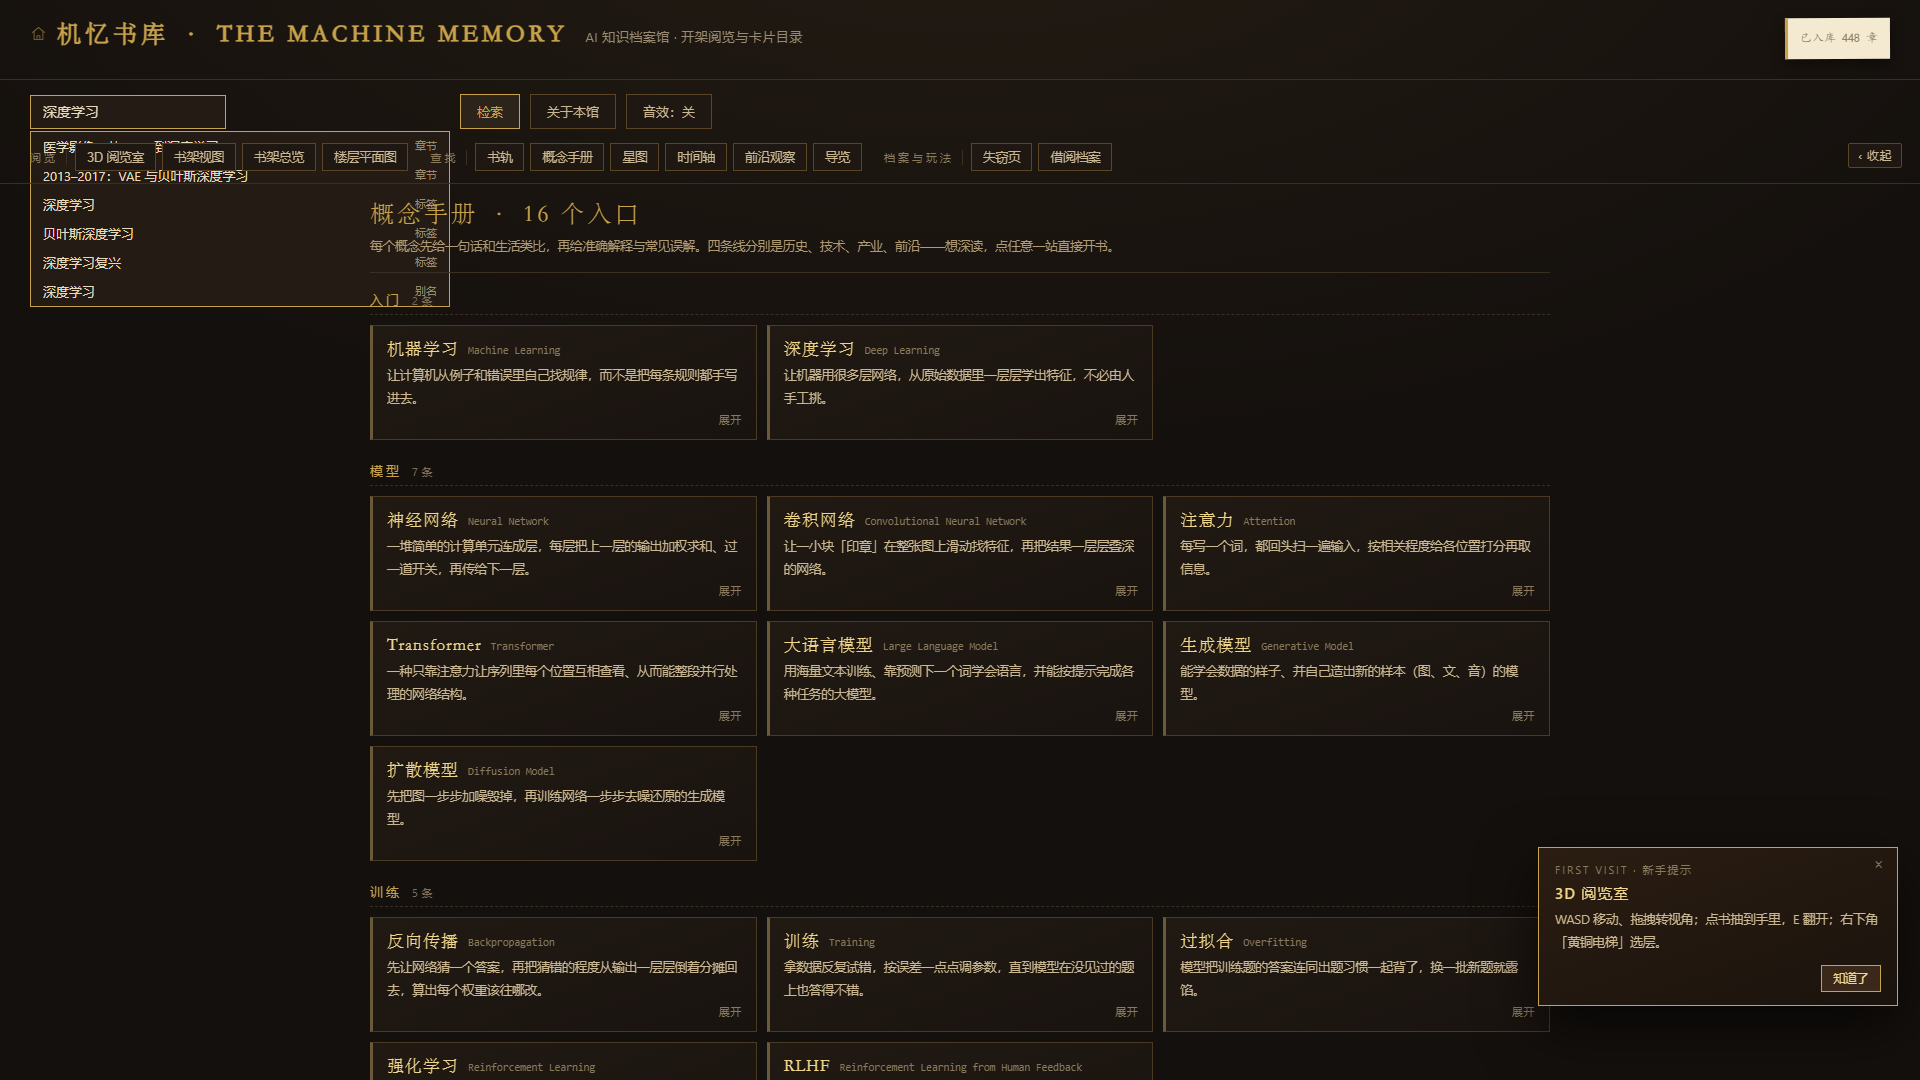 机忆书库 · THE MACHINE MEMORY AI 知识档案馆 · 开架阅览与卡片目录
已入库 448 章
深度学习
检索 关于本馆 音效：关
章节
阅览 3D 阅览室 书架视图 书架总览 楼层平面图 查找 书轨 概念手册 星图 时间轴 前沿观察 导览 档案与玩法 失窃页 借阅档案 ‹ 收起
2013–2017：VAE 与贝叶斯深度学习 章节
深度学习 标签
贝叶斯深度学习 标签
深度学习复兴 标签
深度学习 别名
概念手册 · 16 个入口
每个概念先给一句话和生活类比，再给准确解释与常见误解。四条线分别是历史、技术、产业、前沿——想深读，点任意一站直接开书。
入门 2 条
机器学习 Machine Learning
让计算机从例子和错误里自己找规律，而不是把每条规则都手写
进去。
展开
深度学习 Deep Learning
让机器用很多层网络，从原始数据里一层层学出特征，不必由人
手工挑。
展开
模型 7 条
神经网络 Neural Network
一堆简单的计算单元连成层，每层把上一层的输出加权求和、过
一道开关，再传给下一层。
展开
卷积网络 Convolutional Neural Network
让一小块「印章」在整张图上滑动找特征，再把结果一层层叠深
的网络。
展开
注意力 Attention
每写一个词，都回头扫一遍输入，按相关程度给各位置打分再取
信息。
展开
Transformer Transformer
一种只靠注意力让序列里每个位置互相查看、从而能整段并行处
理的网络结构。
展开
大语言模型 Large Language Model
用海量文本训练、靠预测下一个词学会语言，并能按提示完成各
种任务的大模型。
展开
生成模型 Generative Model
能学会数据的样子、并自己造出新的样本（图、文、音）的模
型。
展开
扩散模型 Diffusion Model
先把图一步步加噪毁掉，再训练网络一步步去噪还原的生成模
型。
展开
训练 5 条
反向传播 Backpropagation
先让网络猜一个答案，再把猜错的程度从输出一层层倒着分摊回
去，算出每个权重该往哪改。
展开
训练 Training
拿数据反复试错，按误差一点点调参数，直到模型在没见过的题
上也答得不错。
展开
过拟合 Overfitting
模型把训练题的答案连同出题习惯一起背了，换一批新题就露
馅。
展开
强化学习 Reinforcement Learning
RLHF Reinforcement Learning from Human Feedback
FIRST VISIT · 新手提示 ×
3D 阅览室
WASD 移动、拖拽转视角；点书抽到手里，E 翻开；右下角
「黄铜电梯」选层。
知道了